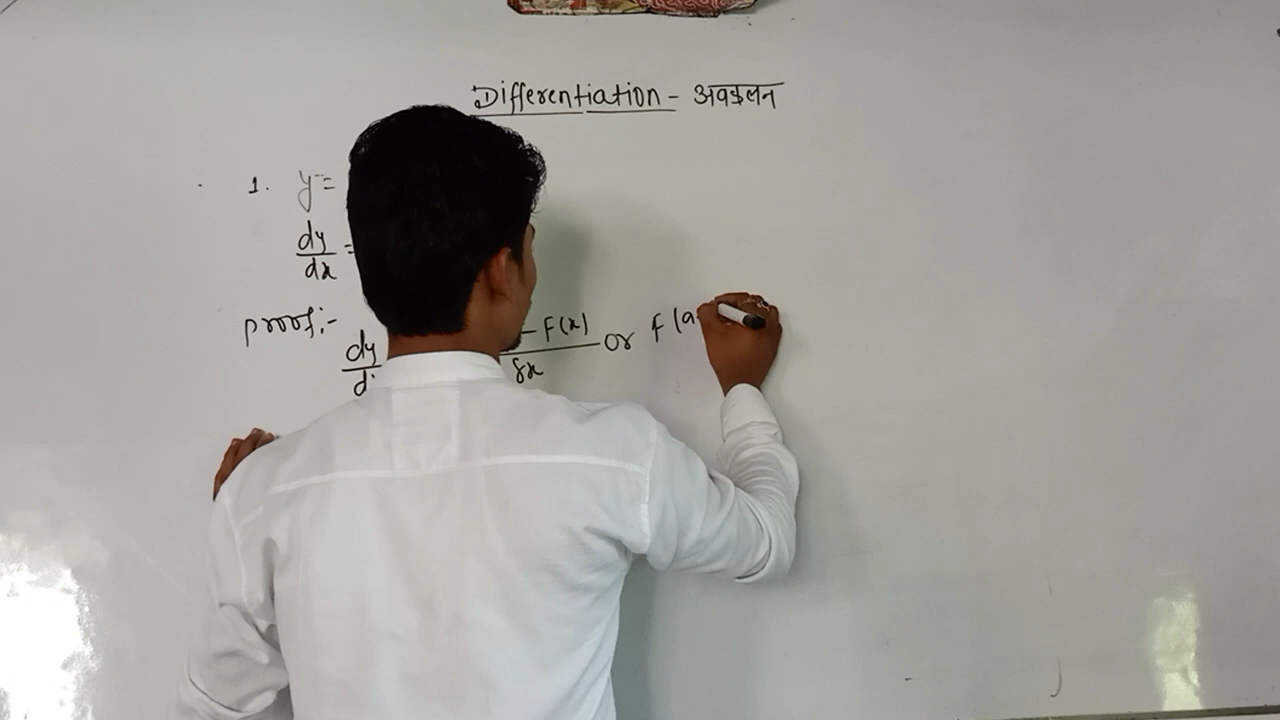 Differentiation - अवकलन
1. y =
dy/dx =
proof:-
dy/d - F(x)/δx or f(a